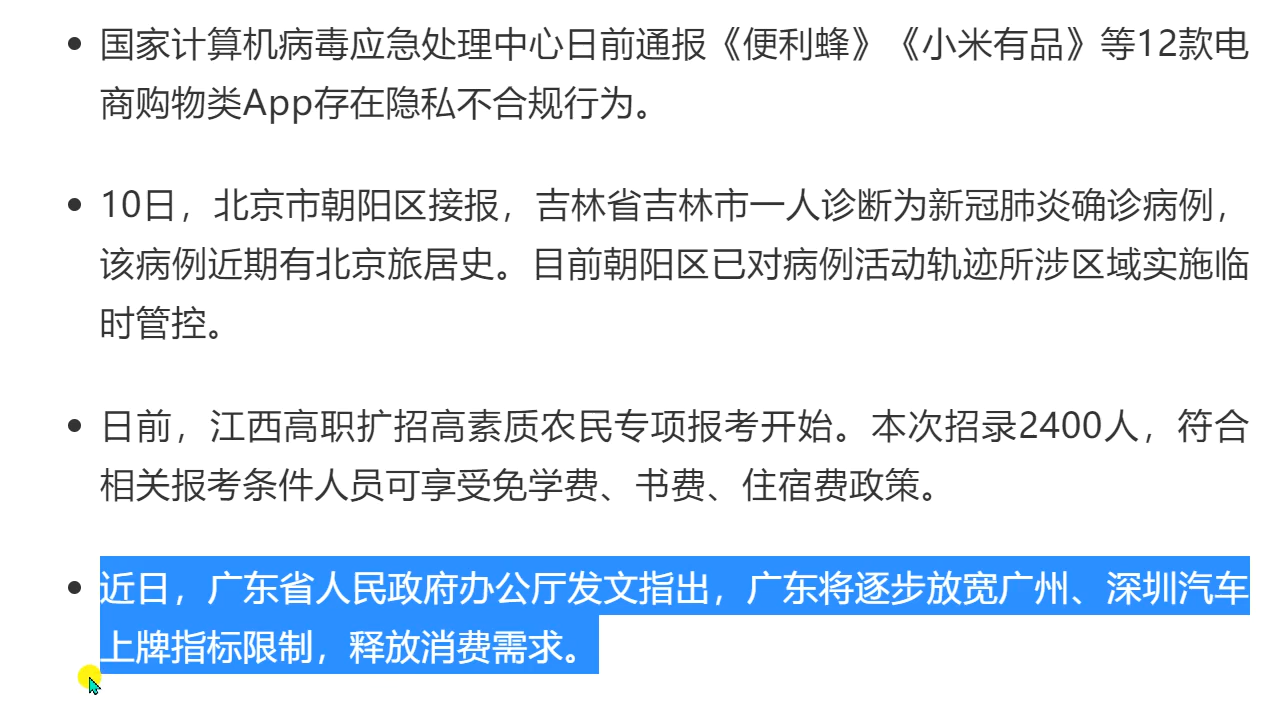 国家计算机病毒应急处理中心日前通报《便利蜂》《小米有品》等12款电
商购物类App存在隐私不合规行为。
10日，北京市朝阳区接报，吉林省吉林市一人诊断为新冠肺炎确诊病例，
该病例近期有北京旅居史。目前朝阳区已对病例活动轨迹所涉区域实施临
时管控。
日前，江西高职扩招高素质农民专项报考开始。本次招录2400人，符合
相关报考条件人员可享受免学费、书费、住宿费政策。
近日，广东省人民政府办公厅发文指出，广东将逐步放宽广州、深圳汽车
上牌指标限制，释放消费需求。